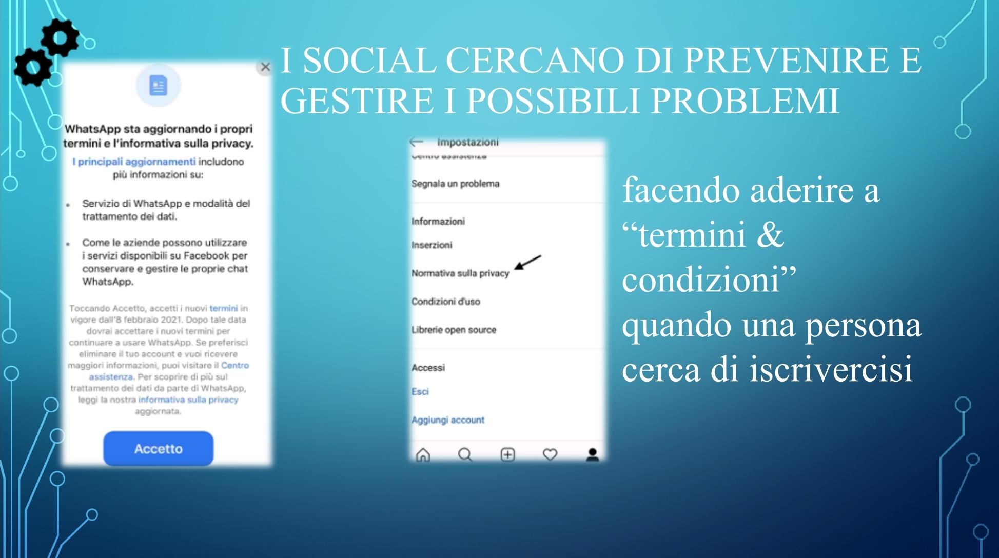 I SOCIAL CERCANO DI PREVENIRE E
GESTIRE I POSSIBILI PROBLEMI
WhatsApp sta aggiornando i propri
termini e l'informativa sulla privacy.
I principali aggiornamenti includono
più informazioni su:
• Servizio di WhatsApp e modalità del
trattamento dei dati.
• Come le aziende possono utilizzare
i servizi disponibili su Facebook per
conservare e gestire le proprie chat
WhatsApp.
Toccando Accetto, accetti i nuovi termini in
vigore dall'8 febbraio 2021. Dopo tale data
dovrai accettare i nuovi termini per
continuare a usare WhatsApp. Se preferisci
eliminare il tuo account e vuoi ricevere
maggiori informazioni, puoi visitare il Centro
assistenza. Per scoprire di più sul
trattamento dei dati da parte di WhatsApp,
leggi la nostra informativa sulla privacy
aggiornata.
Accetto
Impostazioni
Centro assistenza
Segnala un problema
Informazioni
Inserzioni
Normativa sulla privacy
Condizioni d'uso
Librerie open source
Accessi
Esci
Aggiungi account
facendo aderire a
“termini &
condizioni”
quando una persona
cerca di iscrivercisi